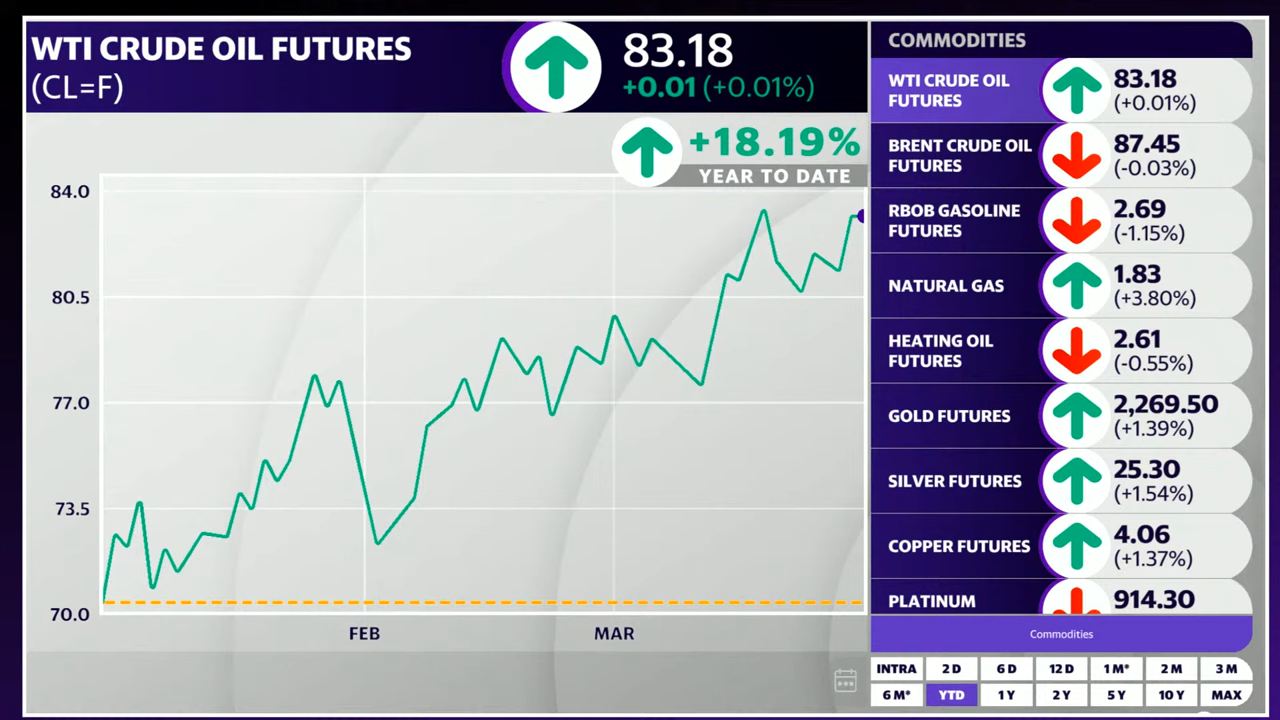 WTI CRUDE OIL FUTURES
(CL=F)
83.18
+0.01 (+0.01%)
+18.19%
YEAR TO DATE
84.0
80.5
77.0
73.5
70.0
FEB
MAR
COMMODITIES
WTI CRUDE OIL
FUTURES
83.18
(+0.01%)
BRENT CRUDE OIL
FUTURES
87.45
(-0.03%)
RBOB GASOLINE
FUTURES
2.69
(-1.15%)
NATURAL GAS
1.83
(+3.80%)
HEATING OIL
FUTURES
2.61
(-0.55%)
GOLD FUTURES
2,269.50
(+1.39%)
SILVER FUTURES
25.30
(+1.54%)
COPPER FUTURES
4.06
(+1.37%)
PLATINUM
914.30
Commodities
INTRA 2 D 6 D 12 D 1 M* 2 M 3 M
6 M* YTD 1 Y 2 Y 5 Y 10 Y MAX